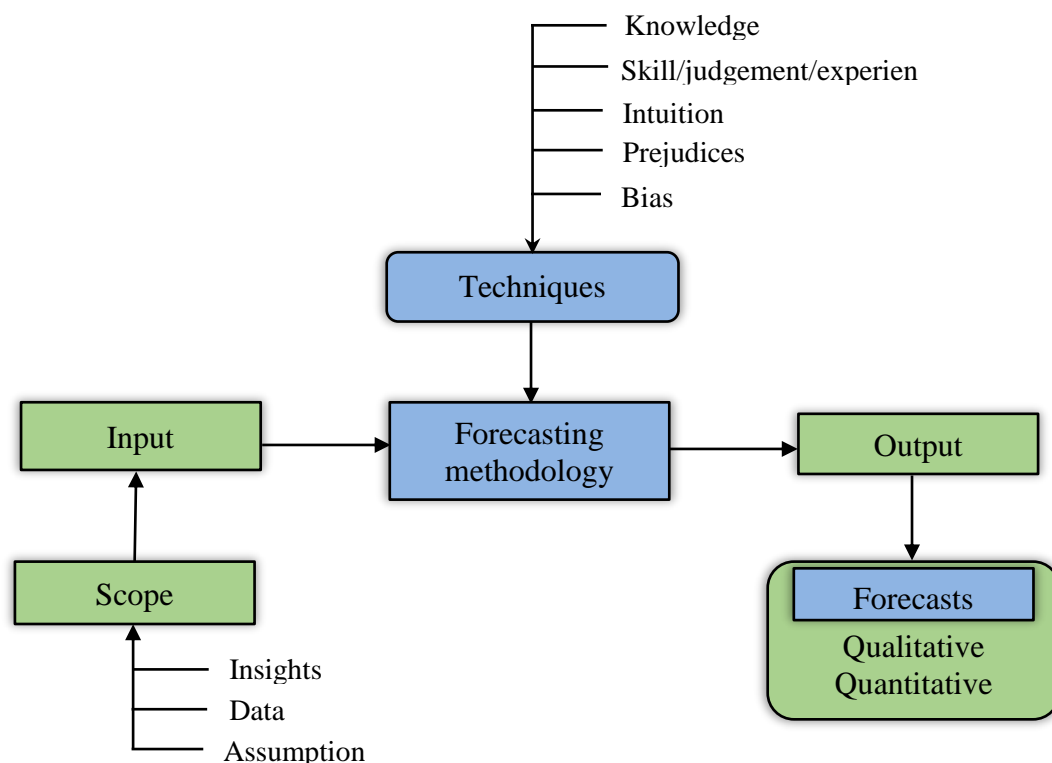 Knowledge
Skill/judgement/experien
Intuition
Prejudices
Bias
Techniques
Input
Forecasting
methodology
Output
Scope
Forecasts
Qualitative
Quantitative
Insights
Data
Assumption